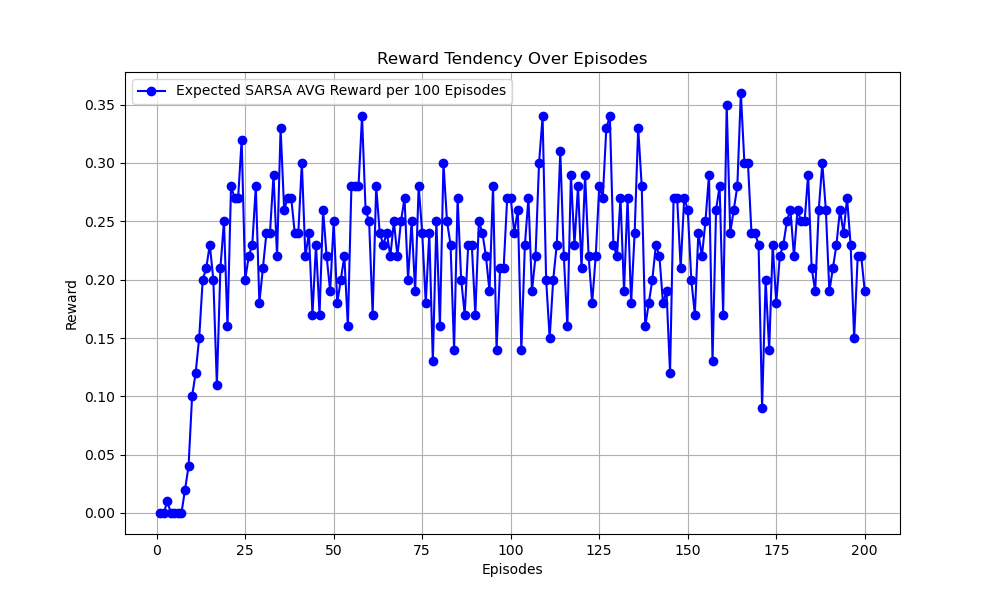 Reward Tendency Over Episodes
Expected SARSA AVG Reward per 100 Episodes
0.35
0.30
0.25
0.20
0.15
0.10
0.05
0.00
Reward
0 25 50 75 100 125 150 175 200
Episodes